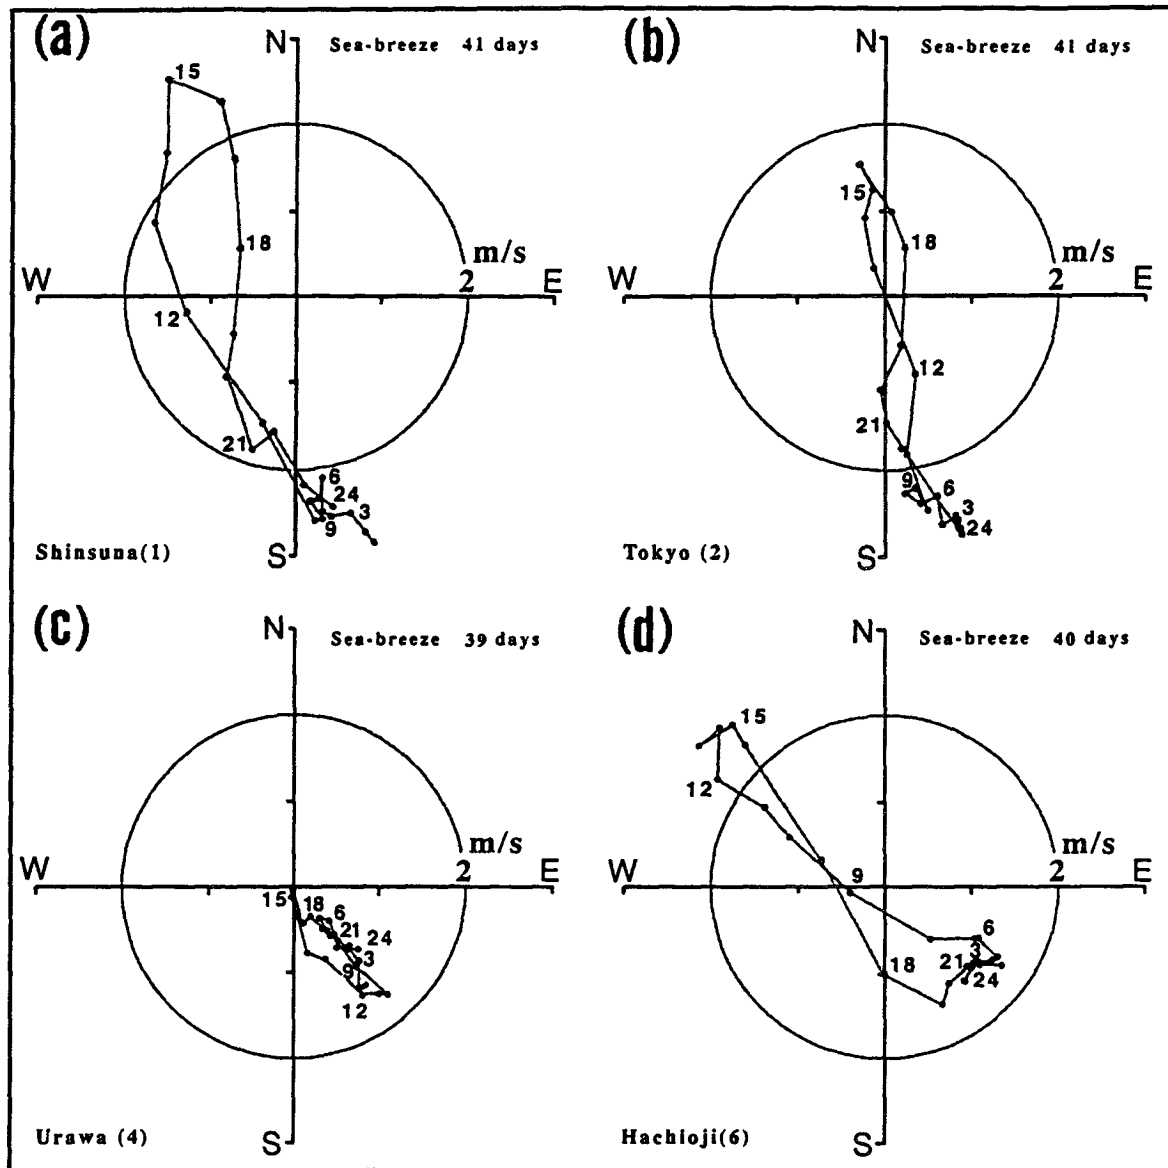 (a)
N
Sea-breeze 41 days
15
18
m/s
W
2
E
12
21
6
24
9
3
Shinsuna(1)
S
(b)
N
Sea-breeze 41 days
15
18
m/s
W
2
E
12
21
9
6
3
24
Tokyo (2)
S
(c)
N
Sea-breeze 39 days
m/s
W
2
E
15
18
6
21
24
3
9
12
Urawa (4)
S
(d)
N
Sea-breeze 40 days
15
12
m/s
W
9
2
E
6
3
18
21
24
Hachioji(6)
S